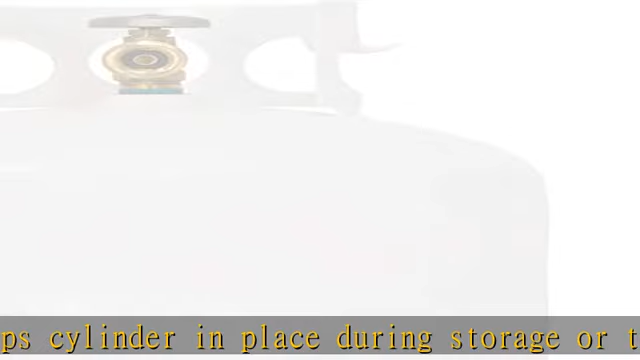 ps cylinder in place during storage or t